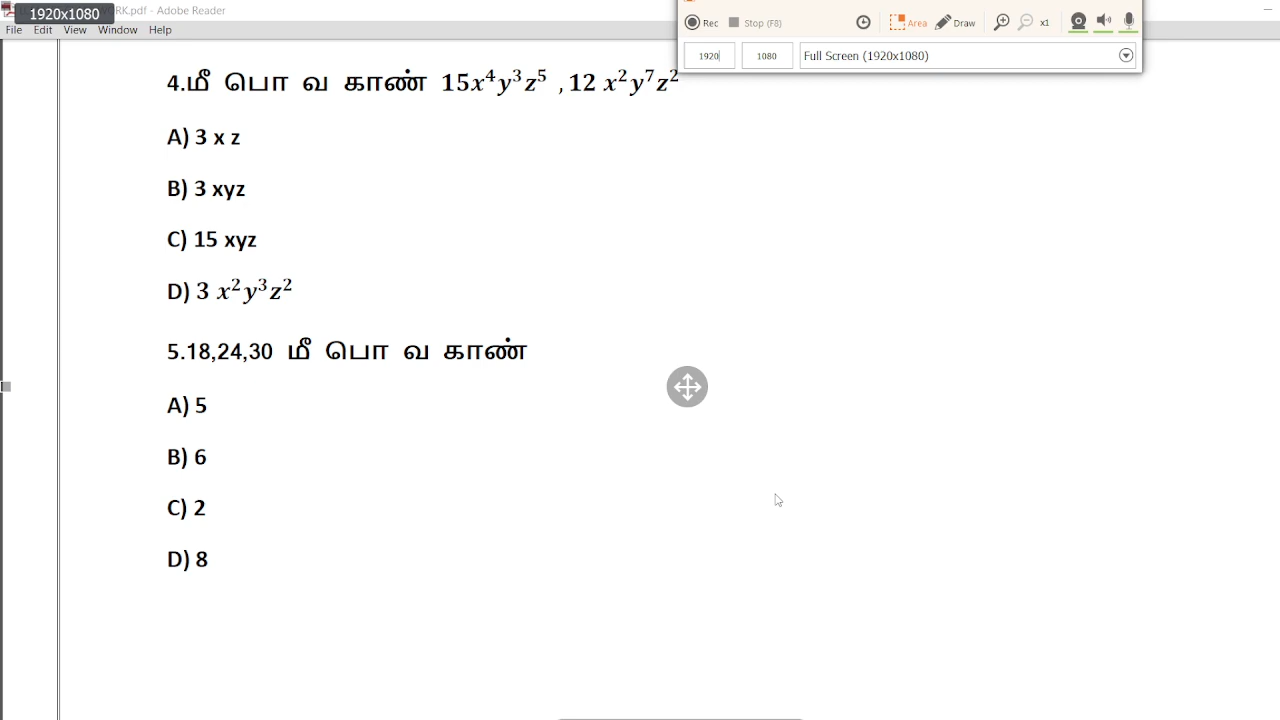 1920x1080
RK.pdf - Adobe Reader
File Edit View Window Help
Rec Stop (F8) Area Draw x1
1920 1080 Full Screen (1920x1080)
4.மீ பொ வ காண் 15x⁴y³z⁵ ,12 x²y⁷z²
A) 3 x z
B) 3 xyz
C) 15 xyz
D) 3 x²y³z²
5.18,24,30 மீ பொ வ காண்
A) 5
B) 6
C) 2
D) 8